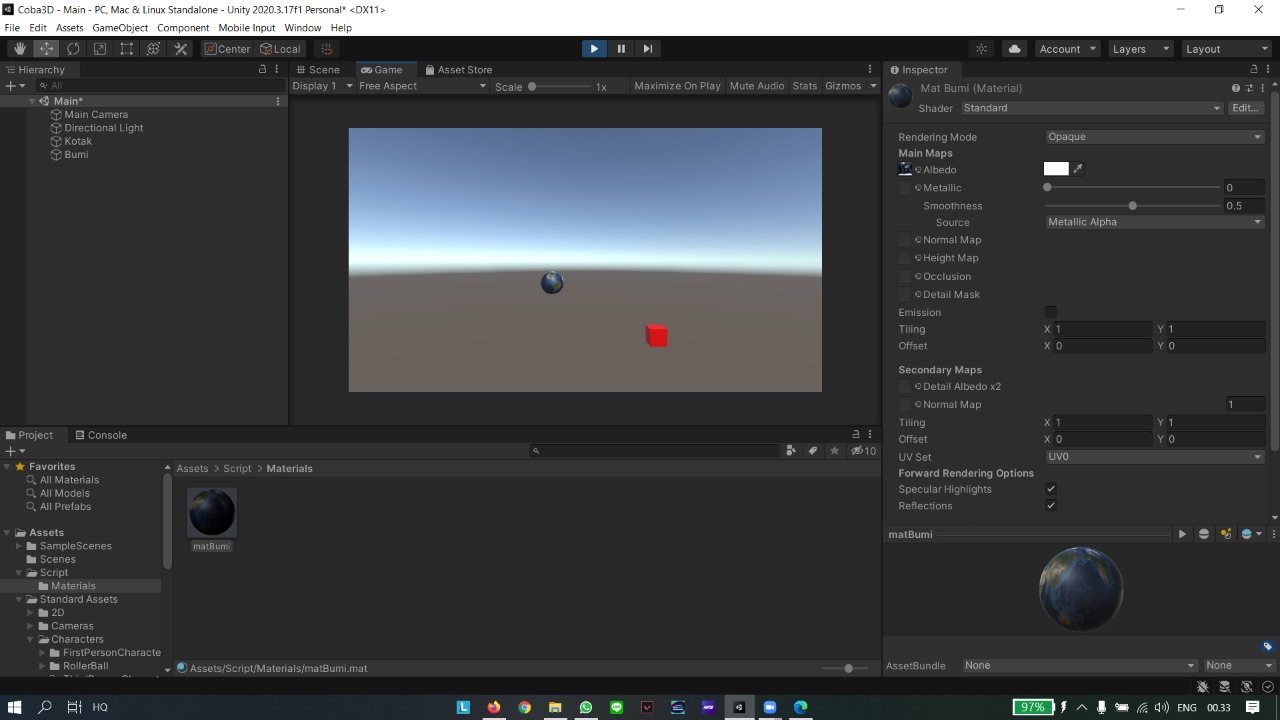 Coba3D - Main - PC, Mac & Linux Standalone - Unity 2020.3.17f1 Personal* <DX11>
File Edit Assets GameObject Component Mobile Input Window Help
Center Local Account Layers Layout
Hierarchy
All
Main*
Main Camera
Directional Light
Kotak
Bumi
Scene Game Asset Store
Display 1 Free Aspect Scale 1x Maximize On Play Mute Audio Stats Gizmos
Inspector
Mat Bumi (Material)
Shader Standard Edit...
Rendering Mode Opaque
Main Maps
Albedo
Metallic 0
Smoothness 0.5
Source Metallic Alpha
Normal Map
Height Map
Occlusion
Detail Mask
Emission
Tiling X 1 Y 1
Offset X 0 Y 0
Secondary Maps
Detail Albedo x2
Normal Map 1
Tiling X 1 Y 1
Offset X 0 Y 0
UV Set UV0
Forward Rendering Options
Specular Highlights
Reflections
matBumi
AssetBundle None None
Project Console
10
Favorites
All Materials
All Models
All Prefabs
Assets
SampleScenes
Scenes
Script
Materials
Standard Assets
2D
Cameras
Characters
FirstPersonCharacte
RollerBall
Assets > Script > Materials
matBumi
Assets/Script/Materials/matBumi.mat
HQ 97% ENG 00.33